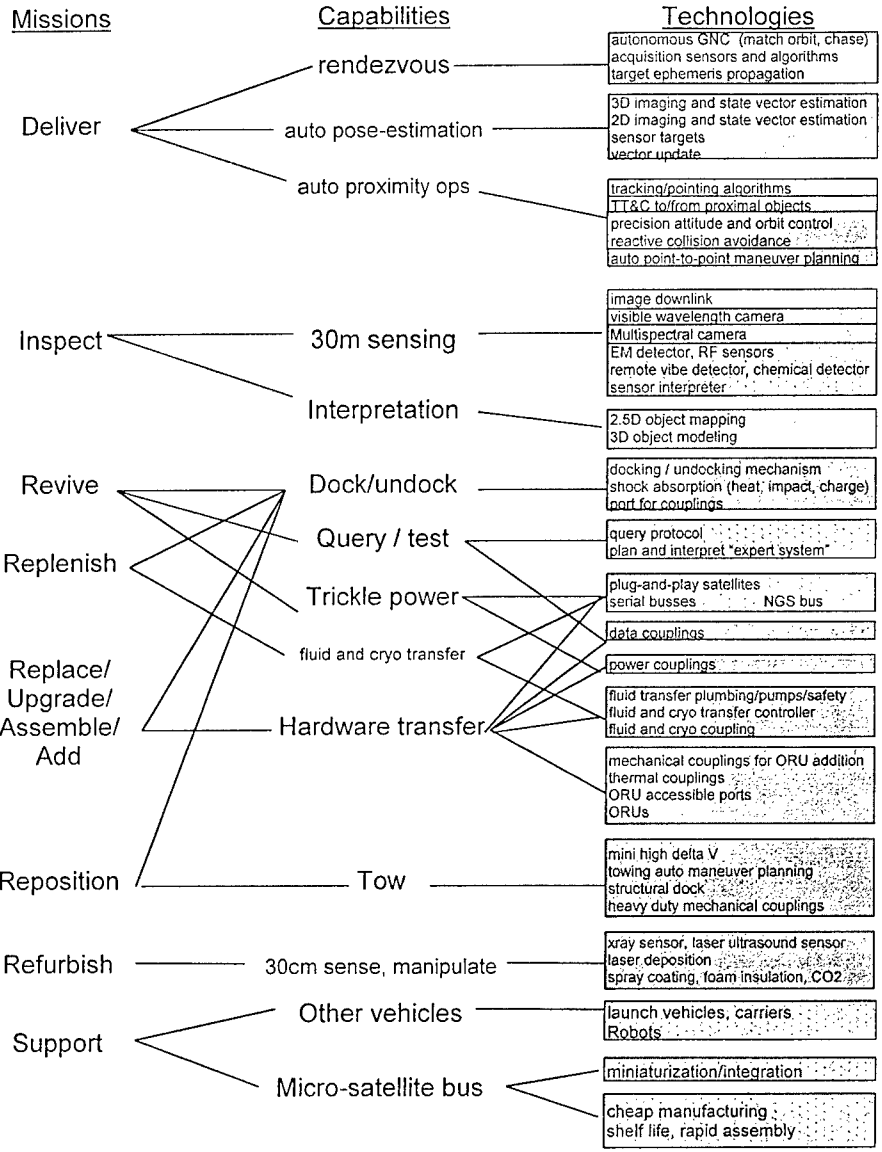 Missions
Capabilities
Technologies
Deliver
rendezvous
autonomous GNC (match orbit, chase)
acquisition sensors and algorithms
target ephemeris propagation
auto pose-estimation
3D imaging and state vector estimation
2D imaging and state vector estimation
sensor targets
vector update
auto proximity ops
tracking/pointing algorithms
TT&C to/from proximal objects
precision attitude and orbit control
reactive collision avoidance
auto point-to-point maneuver planning
Inspect
30m sensing
image downlink
visible wavelength camera
Multispectral camera
EM detector, RF sensors
remote vibe detector, chemical detector
sensor interpreter
Interpretation
2.5D object mapping
3D object modeling
Revive
Dock/undock
docking / undocking mechanism
shock absorption (heat, impact, charge)
port for couplings
Replenish
Query / test
query protocol
plan and interpret "expert system"
Trickle power
plug-and-play satellites
serial busses NGS bus
data couplings
fluid and cryo transfer
power couplings
Replace/
Upgrade/
Assemble/
Add
Hardware transfer
fluid transfer plumbing/pumps/safety
fluid and cryo transfer controller
fluid and cryo coupling
mechanical couplings for ORU addition
thermal couplings
ORU accessible ports
ORUs
Reposition
Tow
mini high delta V
towing auto maneuver planning
structural dock
heavy duty mechanical couplings
Refurbish
30cm sense, manipulate
xray sensor, laser ultrasound sensor
laser deposition
spray coating, foam insulation, CO2
Support
Other vehicles
launch vehicles, carriers
Robots
Micro-satellite bus
miniaturization/integration
cheap manufacturing
shelf life, rapid assembly